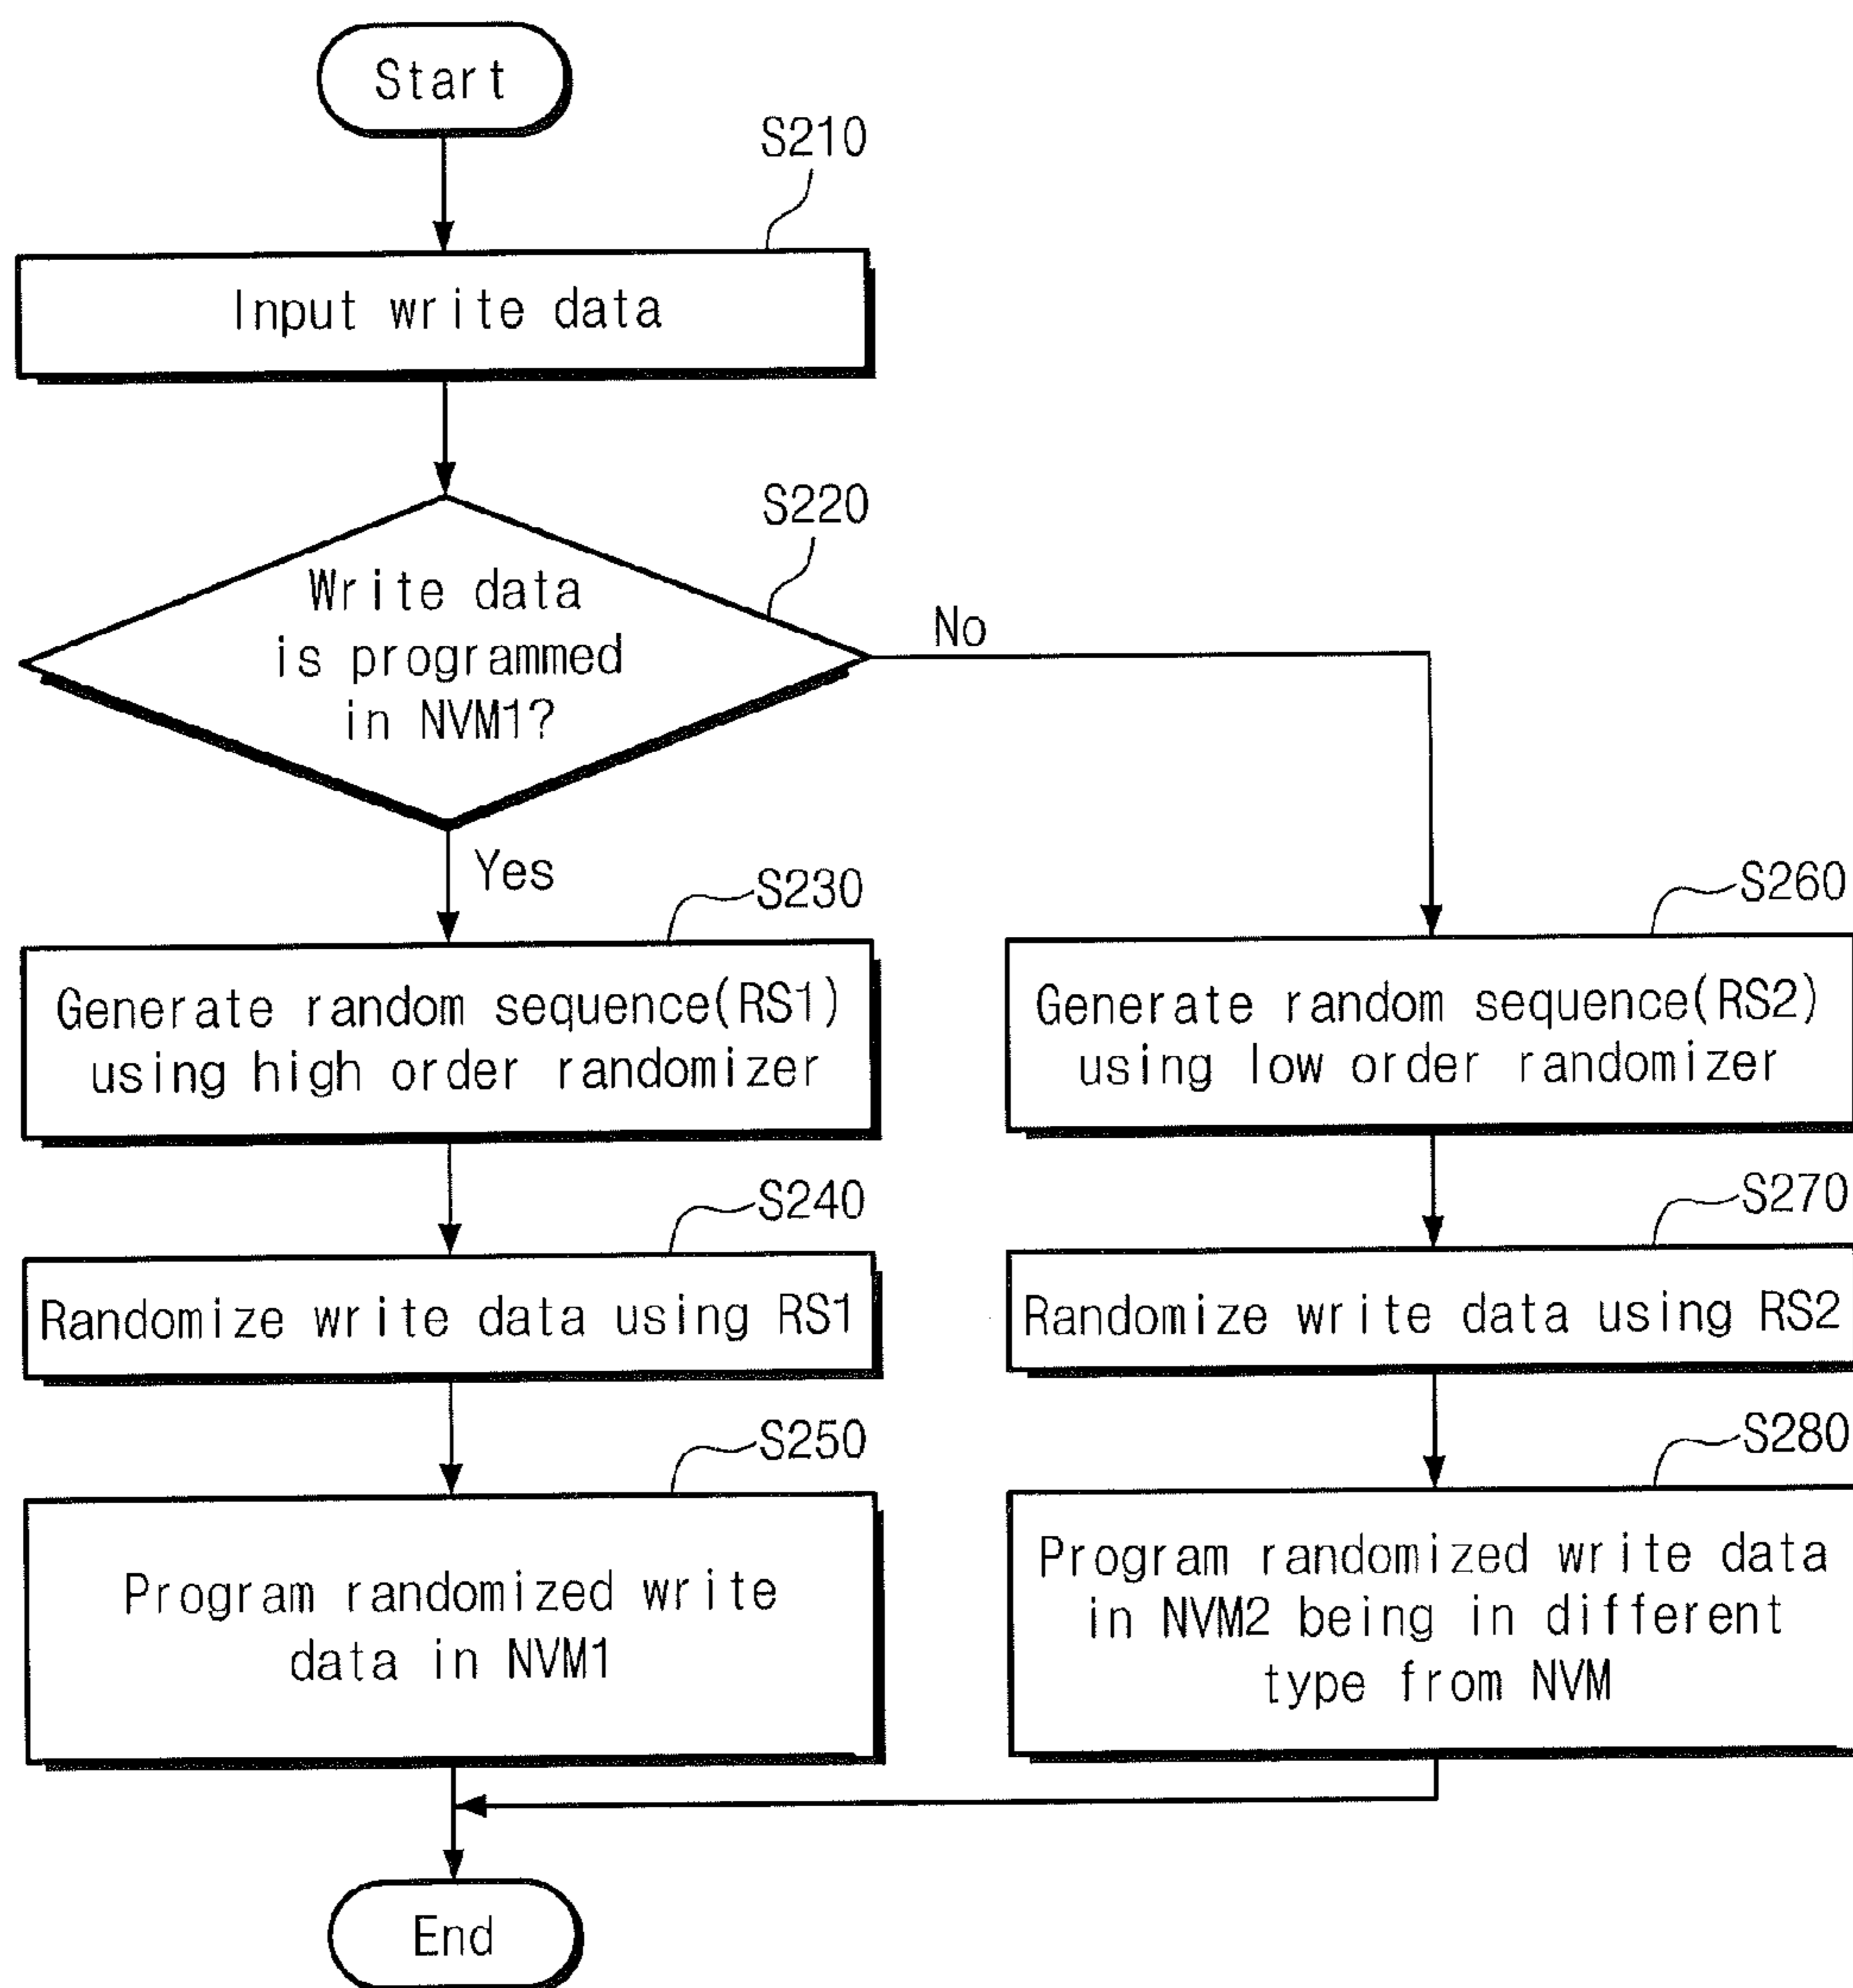 Start
S210
Input write data
S220
Write data
is programmed
in NVM1?
No
Yes
S230
Generate random sequence(RS1)
using high order randomizer
S260
Generate random sequence(RS2)
using low order randomizer
S240
Randomize write data using RS1
S270
Randomize write data using RS2
S250
Program randomized write
data in NVM1
S280
Program randomized write data
in NVM2 being in different
type from NVM
End